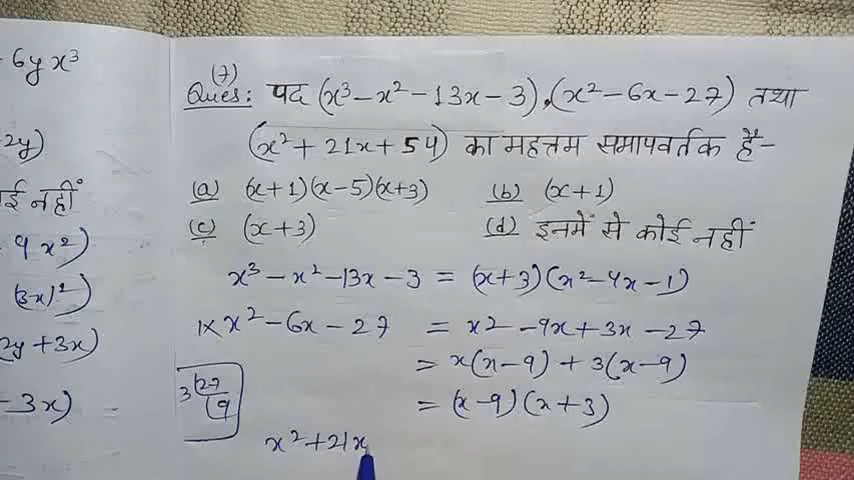 6yx³
2y)
ई नहीं
9x²)
(3x)²)
2y+3x)
3x)
(7)
Ques: पद (x³-x²-13x-3), (x²-6x-27) तथा
(x²+21x+54) का महत्तम समापवर्तक है-
(a) (x+1)(x-5)(x+3) (b) (x+1)
(c) (x+3) (d) इनमें से कोई नहीं
x³-x²-13x-3 = (x+3)(x²-4x-1)
1×x²-6x-27 = x²-9x+3x-27
= x(x-9)+3(x-9)
= (x-9)(x+3)
3 27
9
x²+21x